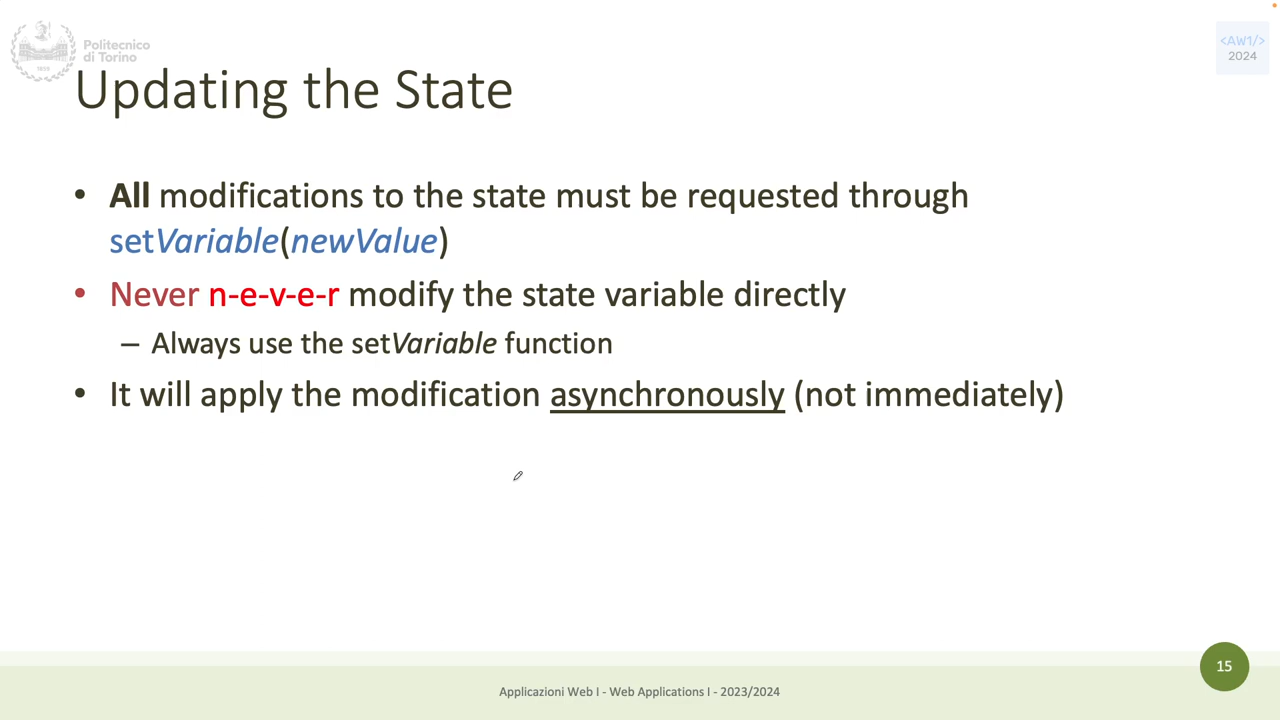 Politecnico
di Torino
1859
<AW1/>
2024
Updating the State
• All modifications to the state must be requested through
setVariable(newValue)
• Never n-e-v-e-r modify the state variable directly
– Always use the setVariable function
• It will apply the modification asynchronously (not immediately)
15
Applicazioni Web I - Web Applications I - 2023/2024